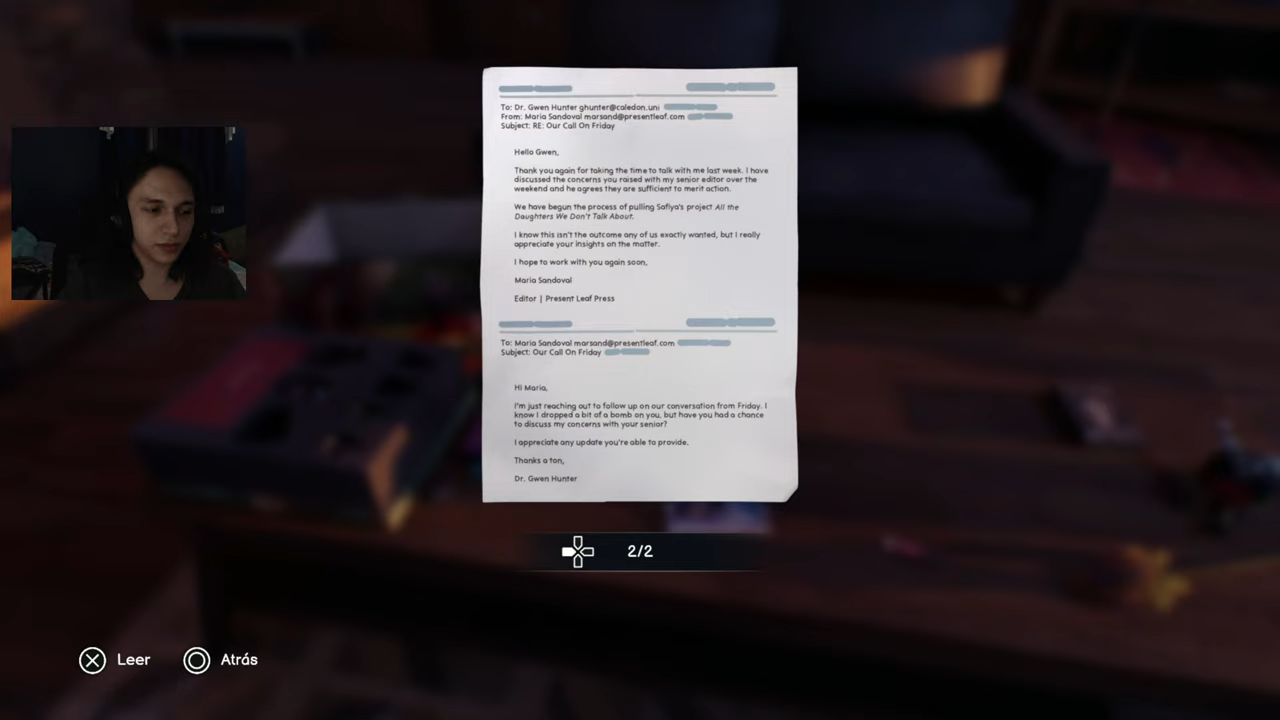 To: Dr. Gwen Hunter ghunter@caledon.uni
From: Maria Sandoval marsand@presentleaf.com
Subject: RE: Our Call On Friday
Hello Gwen,
Thank you again for taking the time to talk with me last week. I have
discussed the concerns you raised with my senior editor over the
weekend and he agrees they are sufficient to merit action.
We have begun the process of pulling Safiya's project All the
Daughters We Don't Talk About.
I know this isn't the outcome any of us exactly wanted, but I really
appreciate your insights on the matter.
I hope to work with you again soon,
Maria Sandoval
Editor | Present Leaf Press
To: Maria Sandoval marsand@presentleaf.com
Subject: Our Call On Friday
Hi Maria,
I'm just reaching out to follow up on our conversation from Friday. I
know I dropped a bit of a bomb on you, but have you had a chance
to discuss my concerns with your senior?
I appreciate any update you're able to provide.
Thanks a ton,
Dr. Gwen Hunter
2/2
Leer
Atrás